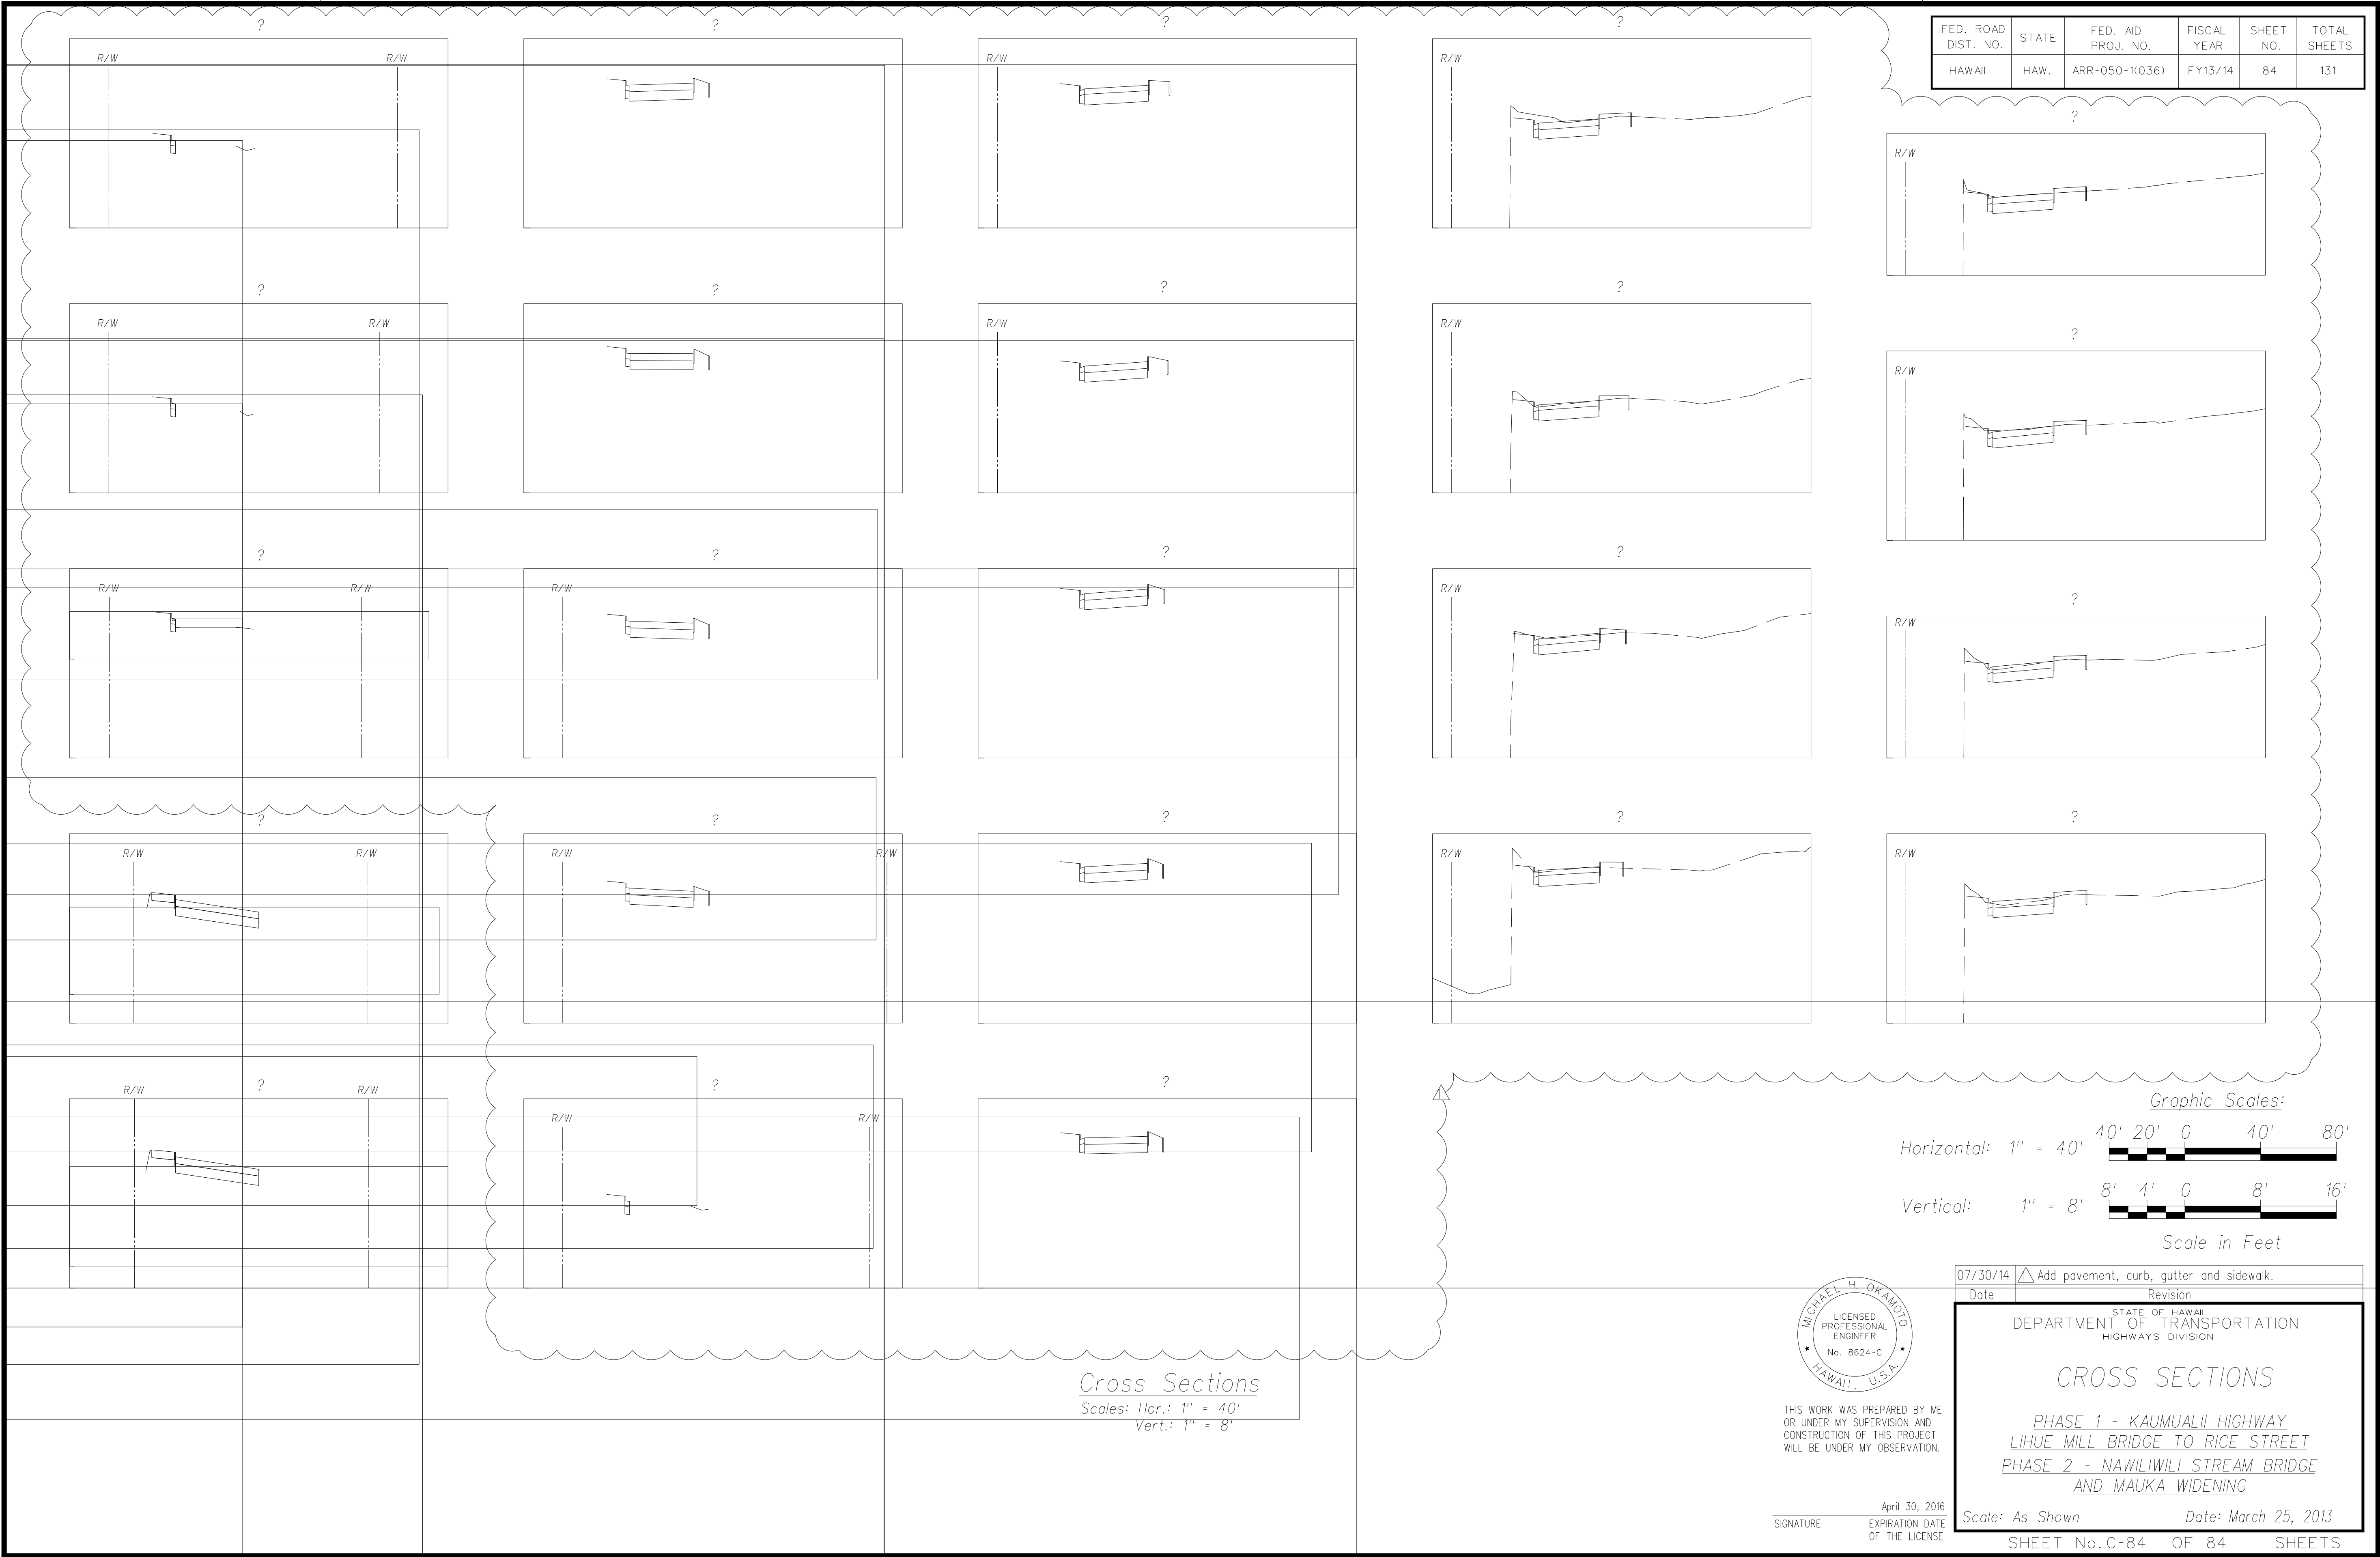 FED. ROAD DIST. NO. STATE FED. AID PROJ. NO. FISCAL YEAR SHEET NO. TOTAL SHEETS
HAWAII HAW. ARR-050-1(036) FY13/14 84 131
? ? ? ?
R/W R/W R/W R/W
?
R/W
? ? ? ?
R/W R/W R/W R/W
?
R/W
? ? ? ?
R/W R/W R/W R/W
?
R/W
? ? ? ? ?
R/W R/W R/W R/W R/W R/W
? ? ?
R/W R/W R/W R/W
1
Cross Sections
Scales: Hor.: 1" = 40'
Vert.: 1" = 8'
Graphic Scales:
40' 20' 0 40' 80'
Horizontal: 1" = 40'
8' 4' 0 8' 16'
Vertical: 1" = 8'
Scale in Feet
07/30/14 1 Add pavement, curb, gutter and sidewalk.
Date Revision
MICHAEL H. OKAMOTO
LICENSED
PROFESSIONAL
ENGINEER
No. 8624-C
★ HAWAII, U.S.A. ★
THIS WORK WAS PREPARED BY ME
OR UNDER MY SUPERVISION AND
CONSTRUCTION OF THIS PROJECT
WILL BE UNDER MY OBSERVATION.
April 30, 2016
SIGNATURE EXPIRATION DATE
OF THE LICENSE
STATE OF HAWAII
DEPARTMENT OF TRANSPORTATION
HIGHWAYS DIVISION
CROSS SECTIONS
PHASE 1 - KAUMUALII HIGHWAY
LIHUE MILL BRIDGE TO RICE STREET
PHASE 2 - NAWILIWILI STREAM BRIDGE
AND MAUKA WIDENING
Scale: As Shown Date: March 25, 2013
SHEET No. C-84 OF 84 SHEETS